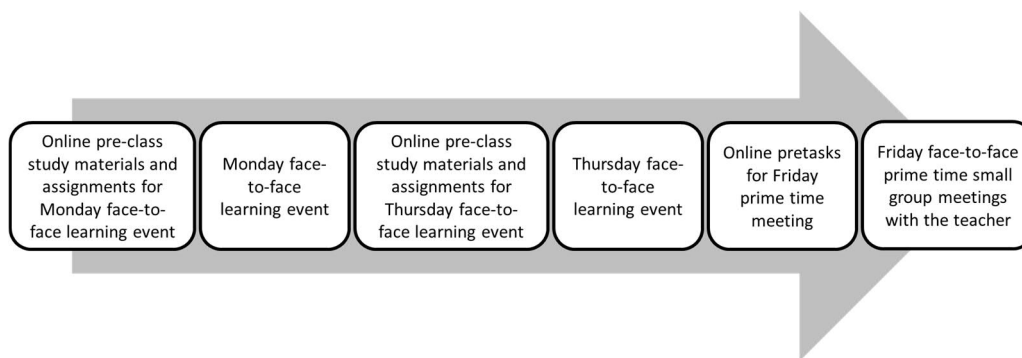 Online pre-class
study materials and
assignments for
Monday face-to-
face learning event
Monday face-
to-face
learning event
Online pre-class
study materials and
assignments for
Thursday face-to-
face learning event
Thursday face-
to-face
learning event
Online pretasks
for Friday
prime time
meeting
Friday face-to-face
prime time small
group meetings
with the teacher